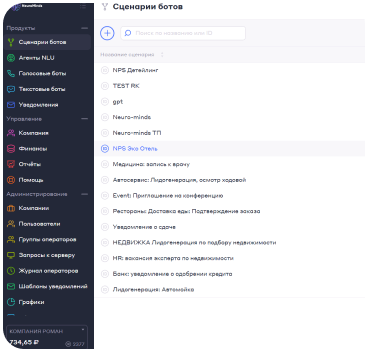 NeuroMinds
Продукты
Сценарии ботов
Агенты NLU
Голосовые боты
Текстовые боты
Уведомления
Управление
Кампания
Финансы
Отчёты
Помощь
Администрирование
Компании
Пользователи
Группы операторов
Запросы к серверу
Журнал операторов
Шаблоны уведомлений
Графики
КОМПАНИЯ РОМАН
734,65 ₽
Сценарии ботов
Поиск по названию или ID
Название сценария
NPS Детейлинг
TEST RK
gpt
Neuro-minds
Neuro-minds ТП
NPS Эко Отель
Медицина: запись к врачу
Автосервис: Лидогенерация, осмотр ходовой
Event: Приглашение на конференцию
Рестораны: Доставка еды: Подтверждение заказа
Уведомление о сдаче
НЕДВИЖКА Лидогенерация по подбору недвижимости
HR: вакансия эксперта по недвижимости
Банк: уведомление о одобрении кредита
Лидогенерация: Автомойка